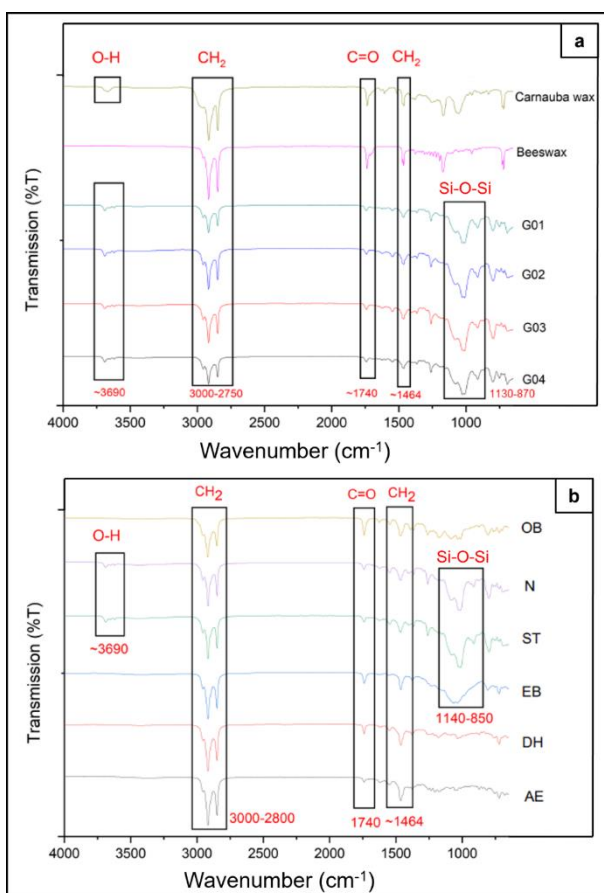 a
O-H
CH2
C=O
CH2
Carnauba wax
Beeswax
Si-O-Si
G01
G02
G03
G04
~3690
3000-2750
~1740
~1464
1130-870
4000
3500
3000
2500
2000
1500
1000
Transmission (%T)
Wavenumber (cm-1)
b
CH2
C=O
CH2
O-H
OB
Si-O-Si
N
~3690
ST
EB
1140-850
DH
AE
3000-2800
1740
~1464
4000
3500
3000
2500
2000
1500
1000
Transmission (%T)
Wavenumber (cm-1)